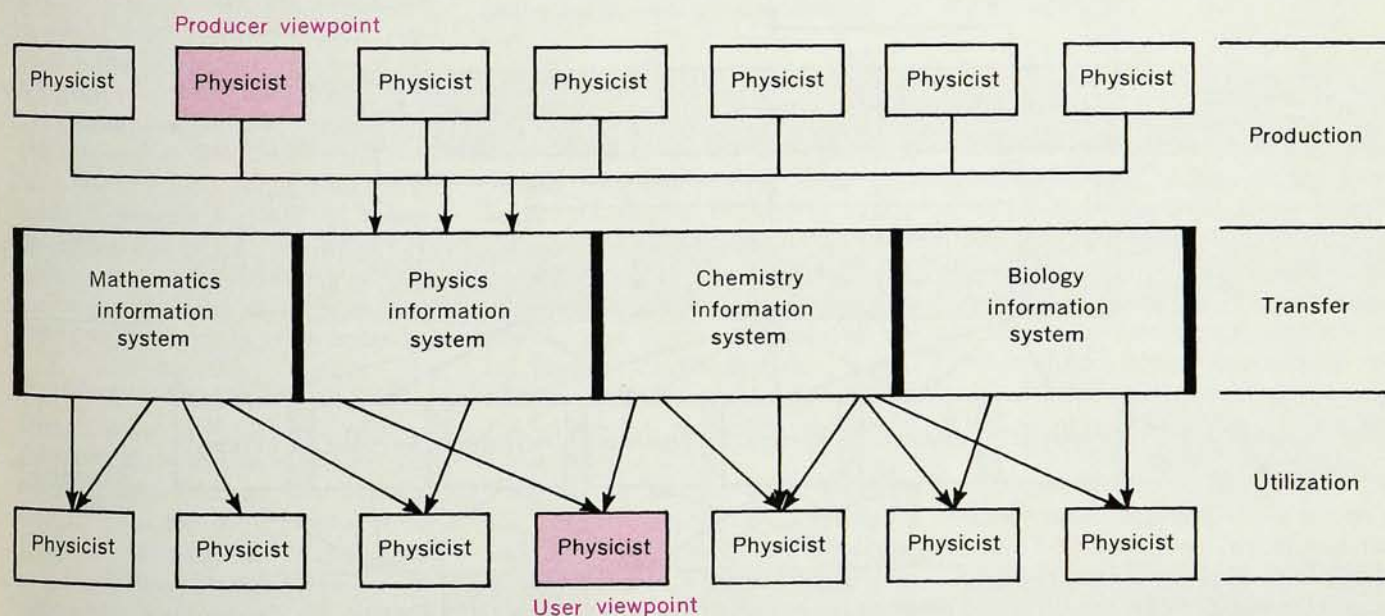 Producer viewpoint
Physicist Physicist Physicist Physicist Physicist Physicist Physicist
Production
Mathematics
information
system
Physics
information
system
Chemistry
information
system
Biology
information
system
Transfer
Utilization
Physicist Physicist Physicist Physicist Physicist Physicist Physicist
User viewpoint